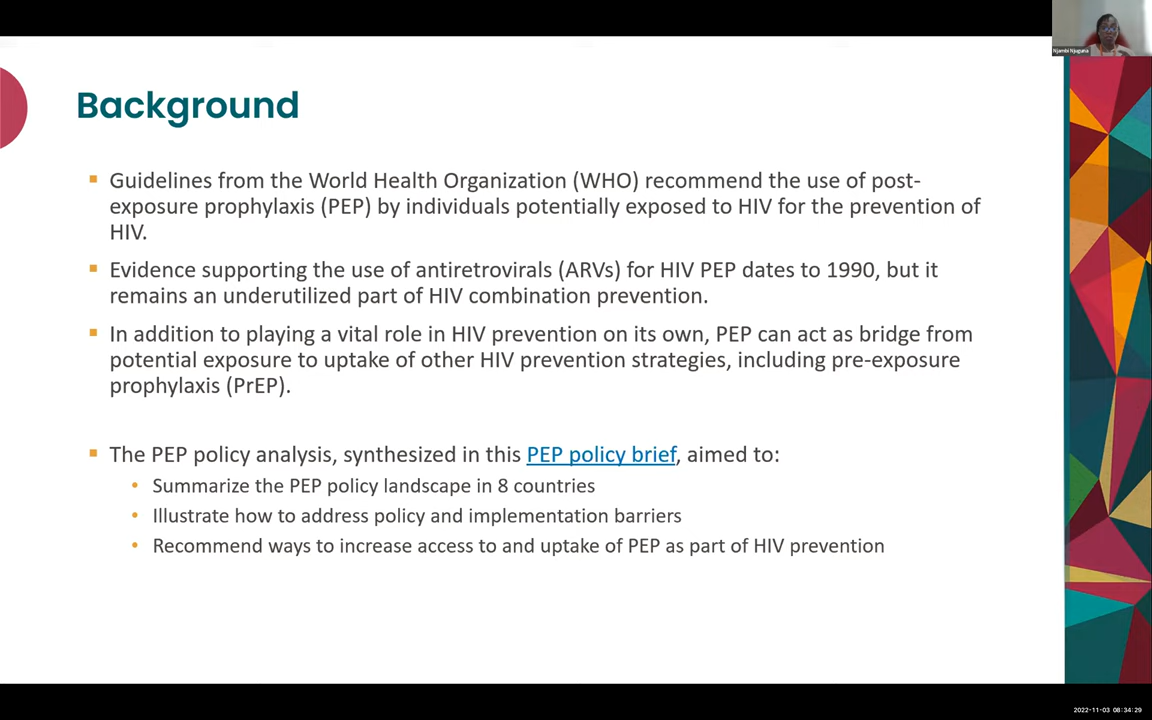 Njambi Njuguna
Background
Guidelines from the World Health Organization (WHO) recommend the use of post-
exposure prophylaxis (PEP) by individuals potentially exposed to HIV for the prevention of
HIV.
Evidence supporting the use of antiretrovirals (ARVs) for HIV PEP dates to 1990, but it
remains an underutilized part of HIV combination prevention.
In addition to playing a vital role in HIV prevention on its own, PEP can act as bridge from
potential exposure to uptake of other HIV prevention strategies, including pre-exposure
prophylaxis (PrEP).
The PEP policy analysis, synthesized in this PEP policy brief, aimed to:
Summarize the PEP policy landscape in 8 countries
Illustrate how to address policy and implementation barriers
Recommend ways to increase access to and uptake of PEP as part of HIV prevention
2022-11-03 08:34:29